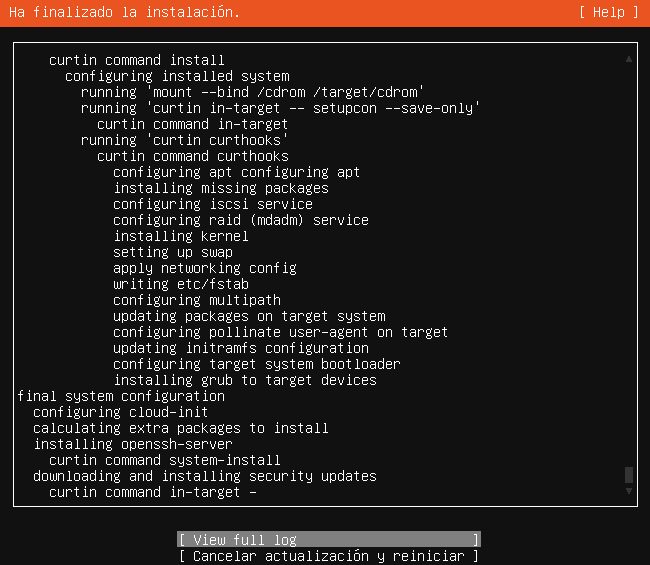 Ha finalizado la instalación. [ Help ]
curtin command install
configuring installed system
running 'mount --bind /cdrom /target/cdrom'
running 'curtin in-target -- setupcon --save-only'
curtin command in-target
running 'curtin curthooks'
curtin command curthooks
configuring apt configuring apt
installing missing packages
configuring iscsi service
configuring raid (mdadm) service
installing kernel
setting up swap
apply networking config
writing etc/fstab
configuring multipath
updating packages on target system
configuring pollinate user-agent on target
updating initramfs configuration
configuring target system bootloader
installing grub to target devices
final system configuration
configuring cloud-init
calculating extra packages to install
installing openssh-server
curtin command system-install
downloading and installing security updates
curtin command in-target -
[ View full log ]
[ Cancelar actualización y reiniciar ]